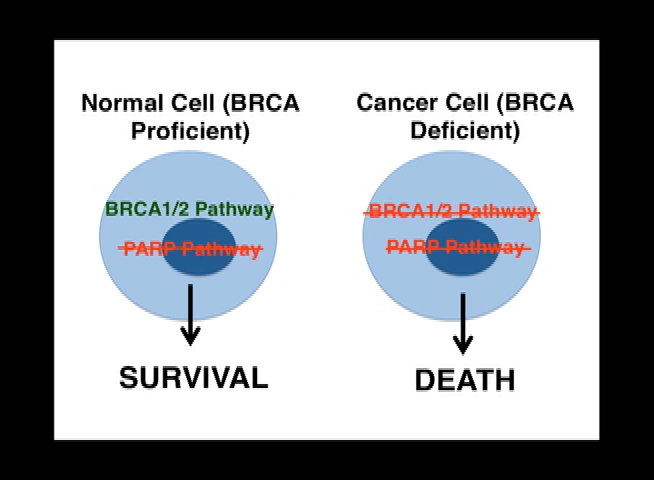 Normal Cell (BRCA
Proficient)
BRCA1/2 Pathway
PARP Pathway
SURVIVAL
Cancer Cell (BRCA
Deficient)
BRCA1/2 Pathway
PARP Pathway
DEATH